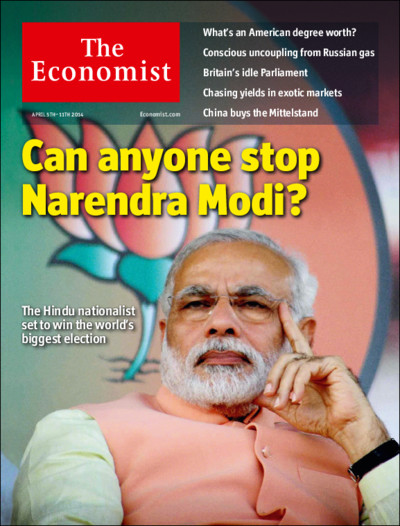 The
Economist
APRIL 5TH–11TH 2014
Economist.com
What's an American degree worth?
Conscious uncoupling from Russian gas
Britain's idle Parliament
Chasing yields in exotic markets
China buys the Mittelstand
Can anyone stop
Narendra Modi?
The Hindu nationalist
set to win the world's
biggest election